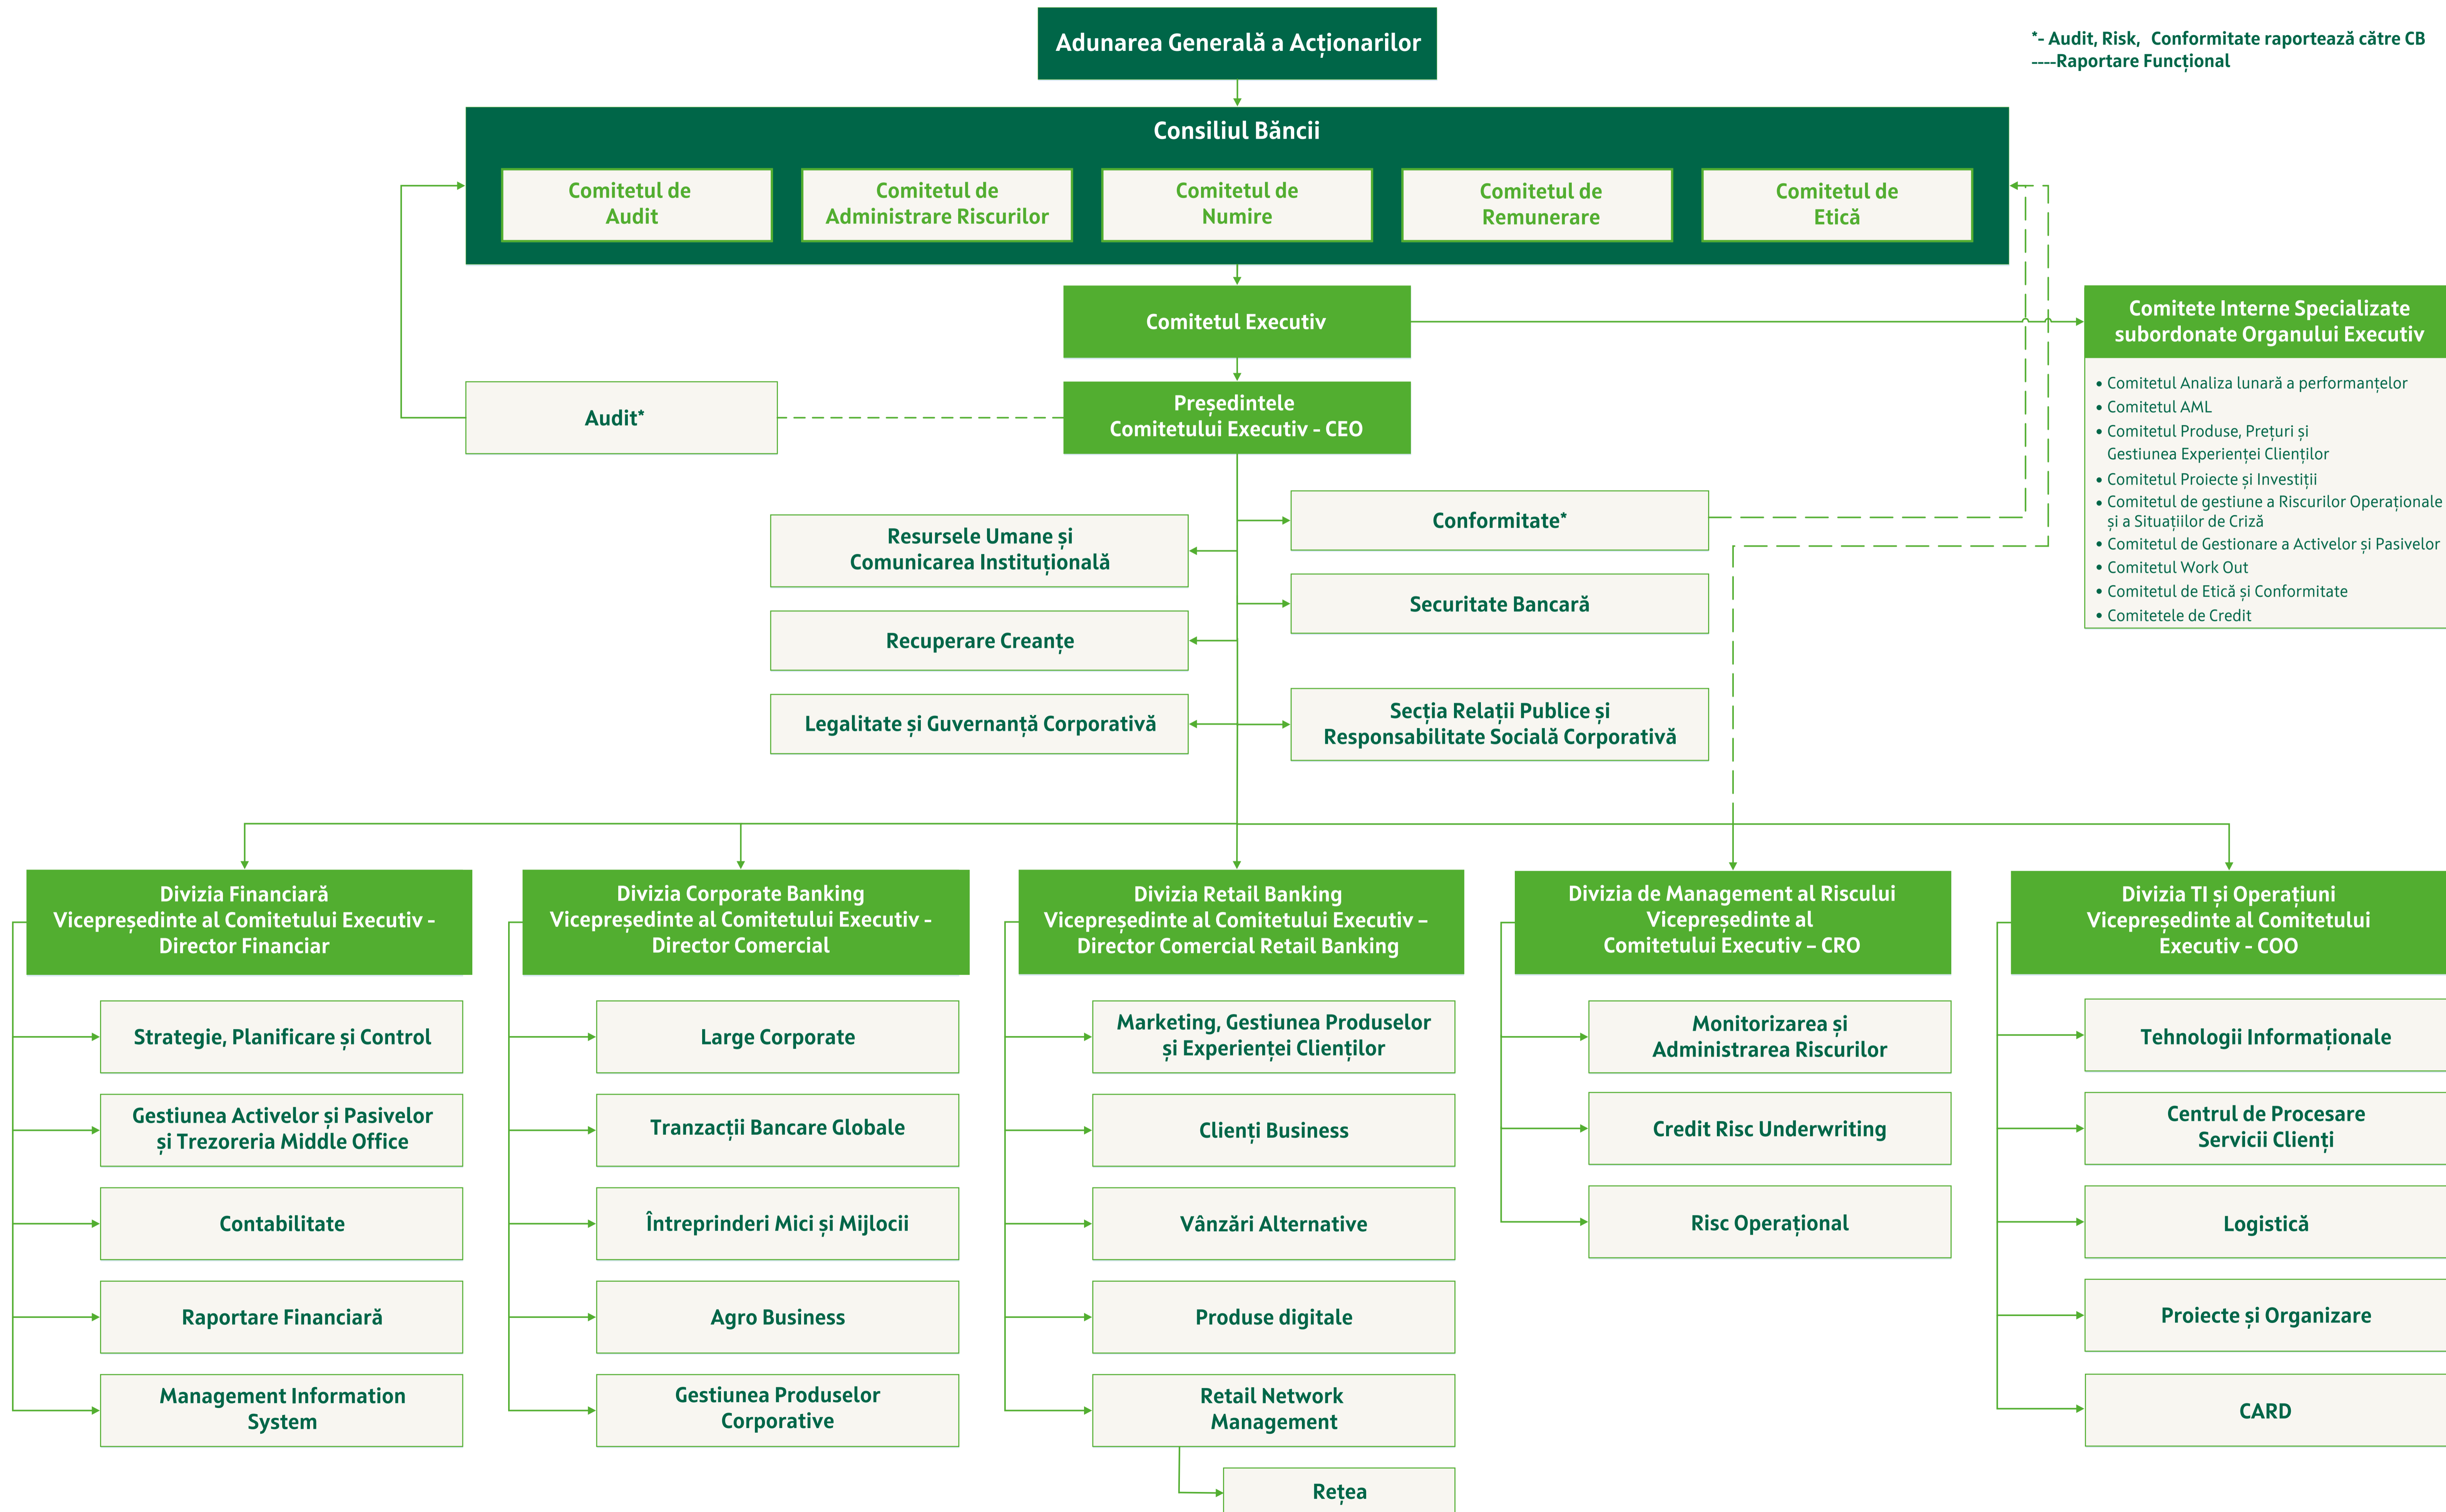 Adunarea Generală a Acționarilor
*- Audit, Risk, Conformitate raportează către CB
----Raportare Funcțional
Consiliul Băncii
Comitetul de
Audit
Comitetul de
Administrare Riscurilor
Comitetul de
Numire
Comitetul de
Remunerare
Comitetul de
Etică
Comitetul Executiv
Comitete Interne Specializate
subordonate Organului Executiv
• Comitetul Analiza lunară a performanțelor
• Comitetul AML
• Comitetul Produse, Prețuri și
Gestiunea Experienței Clienților
• Comitetul Proiecte și Investiții
• Comitetul de gestiune a Riscurilor Operaționale
și a Situațiilor de Criză
• Comitetul de Gestionare a Activelor și Pasivelor
• Comitetul Work Out
• Comitetul de Etică și Conformitate
• Comitetele de Credit
Audit*
Președintele
Comitetului Executiv - CEO
Resursele Umane și
Comunicarea Instituțională
Conformitate*
Recuperare Creanțe
Securitate Bancară
Legalitate și Guvernanță Corporativă
Secția Relații Publice și
Responsabilitate Socială Corporativă
Divizia Financiară
Vicepreședinte al Comitetului Executiv -
Director Financiar
Strategie, Planificare și Control
Gestiunea Activelor și Pasivelor
și Trezoreria Middle Office
Contabilitate
Raportare Financiară
Management Information
System
Divizia Corporate Banking
Vicepreședinte al Comitetului Executiv -
Director Comercial
Large Corporate
Tranzacții Bancare Globale
Întreprinderi Mici și Mijlocii
Agro Business
Gestiunea Produselor
Corporative
Divizia Retail Banking
Vicepreședinte al Comitetului Executiv –
Director Comercial Retail Banking
Marketing, Gestiunea Produselor
și Experienței Clienților
Clienți Business
Vânzări Alternative
Produse digitale
Retail Network
Management
Rețea
Divizia de Management al Riscului
Vicepreședinte al
Comitetului Executiv – CRO
Monitorizarea și
Administrarea Riscurilor
Credit Risc Underwriting
Risc Operațional
Divizia TI și Operațiuni
Vicepreședinte al Comitetului
Executiv - COO
Tehnologii Informaționale
Centrul de Procesare
Servicii Clienți
Logistică
Proiecte și Organizare
CARD